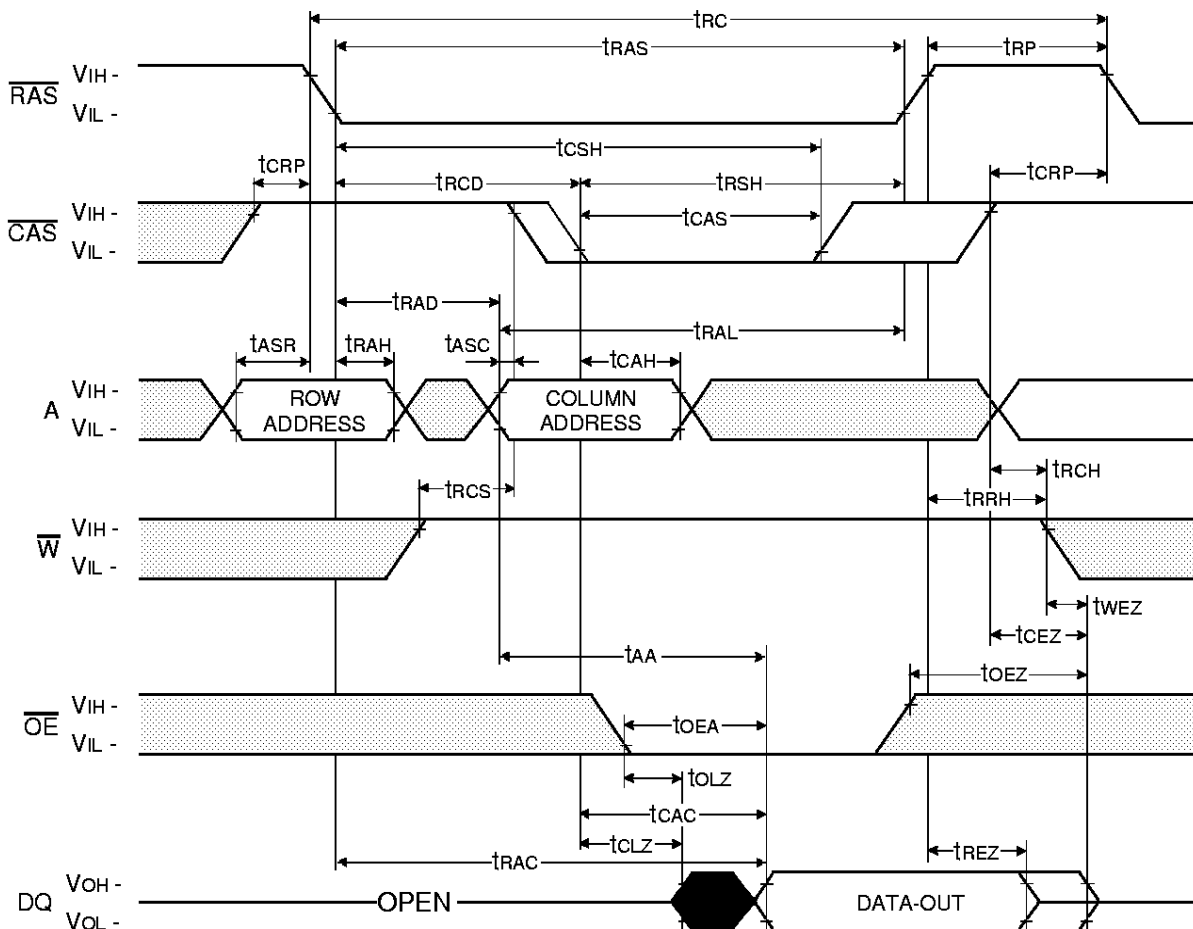 tRC
tRAS tRP
RAS VIH -
VIL -
tCSH
tCRP tRCD tRSH tCRP
CAS VIH -
VIL -
tCAS
tRAD
tRAL
tASR tRAH tASC tCAH
A VIH -
VIL -
ROW
ADDRESS
COLUMN
ADDRESS
tRCH
tRCS tRRH
W VIH -
VIL -
tWEZ
tCEZ
tAA
tOEZ
OE VIH -
VIL -
tOEA
tOLZ
tCAC
tCLZ
tRAC tREZ
DQ VOH -
VOL -
OPEN DATA-OUT